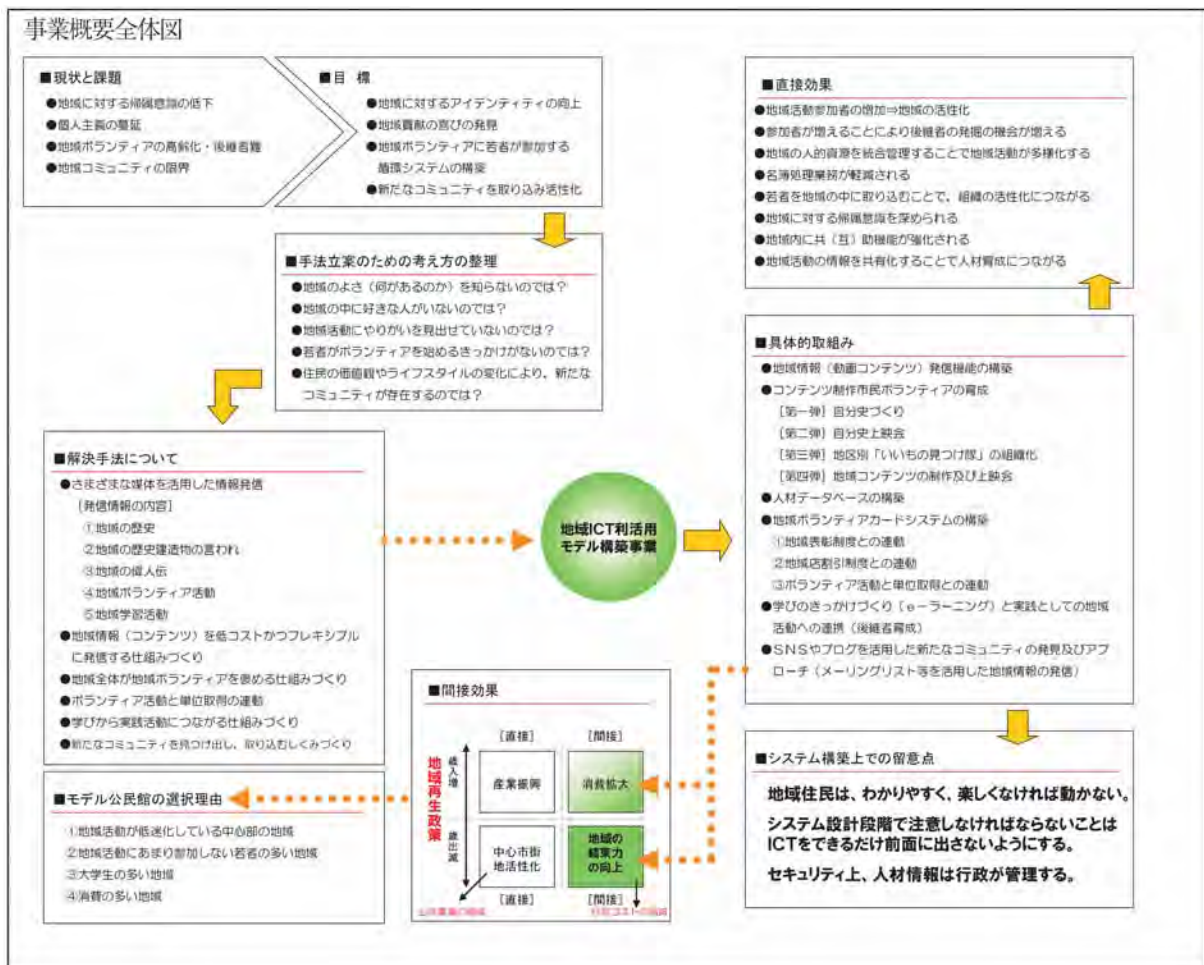 事業概要全体図
■現状と課題
●地域に対する帰属意識の低下
●個人主義の蔓延
●地域ボランティアの高齢化・後継者難
●地域コミュニティの限界
■目　標
●地域に対するアイデンティティの向上
●地域貢献の喜びの発見
●地域ボランティアに若者が参加する
循環システムの構築
●新たなコミュニティを取り込み活性化
■手法立案のための考え方の整理
●地域のよさ（何があるのか）を知らないのでは？
●地域の中に好きな人がいないのでは？
●地域活動にやりがいを見出せていないのでは？
●若者がボランティアを始めるきっかけがないのでは？
●住民の価値観やライフスタイルの変化により、新たな
コミュニティが存在するのでは？
■解決手法について
●さまざまな媒体を活用した情報発信
［発信情報の内容］
①地域の歴史
②地域の歴史建造物の言われ
③地域の偉人伝
④地域ボランティア活動
⑤地域学習活動
●地域情報（コンテンツ）を低コストかつフレキシブル
に発信する仕組みづくり
●地域全体が地域ボランティアを褒める仕組みづくり
●ボランティア活動と単位取得の連動
●学びから実践活動につながる仕組みづくり
●新たなコミュニティを見つけ出し、取り込むしくみづくり
■モデル公民館の選択理由
①地域活動が低迷化している中心部の地域
②地域活動にあまり参加しない若者の多い地域
③大学生の多い地域
④消費の多い地域
地域ICT利活用
モデル構築事業
■間接効果
［直接］
［間接］
地域再生政策
歳入増
歳出減
産業振興
消費拡大
中心市街
地活性化
地域の
結束力
の向上
［直接］
［間接］
■直接効果
●地域活動参加者の増加⇒地域の活性化
●参加者が増えることにより後継者の発掘の機会が増える
●地域の人的資源を統合管理することで地域活動が多様化する
●名簿処理業務が軽減される
●若者を地域の中に取り込むことで、組織の活性化につながる
●地域に対する帰属意識を深められる
●地域内に共（互）助機能が強化される
●地域活動の情報を共有化することで人材育成につながる
■具体的取組み
●地域情報（動画コンテンツ）発信機能の構築
●コンテンツ制作市民ボランティアの育成
［第一弾］自分史づくり
［第二弾］自分史上映会
［第三弾］地区別「いいもの見つけ隊」の組織化
［第四弾］地域コンテンツの制作及び上映会
●人材データベースの構築
●地域ボランティアカードシステムの構築
①地域表彰制度との連動
②地域店割引制度との連動
③ボランティア活動と単位取得との連動
●学びのきっかけづくり（e－ラーニング）と実践としての地域
活動への連携（後継者育成）
●SNSやブログを活用した新たなコミュニティの発見及びアプ
ローチ（メーリングリスト等を活用した地域情報の発信）
■システム構築上での留意点
地域住民は、わかりやすく、楽しくなければ動かない。
システム設計段階で注意しなければならないことは
ICTをできるだけ前面に出さないようにする。
セキュリティ上、人材情報は行政が管理する。